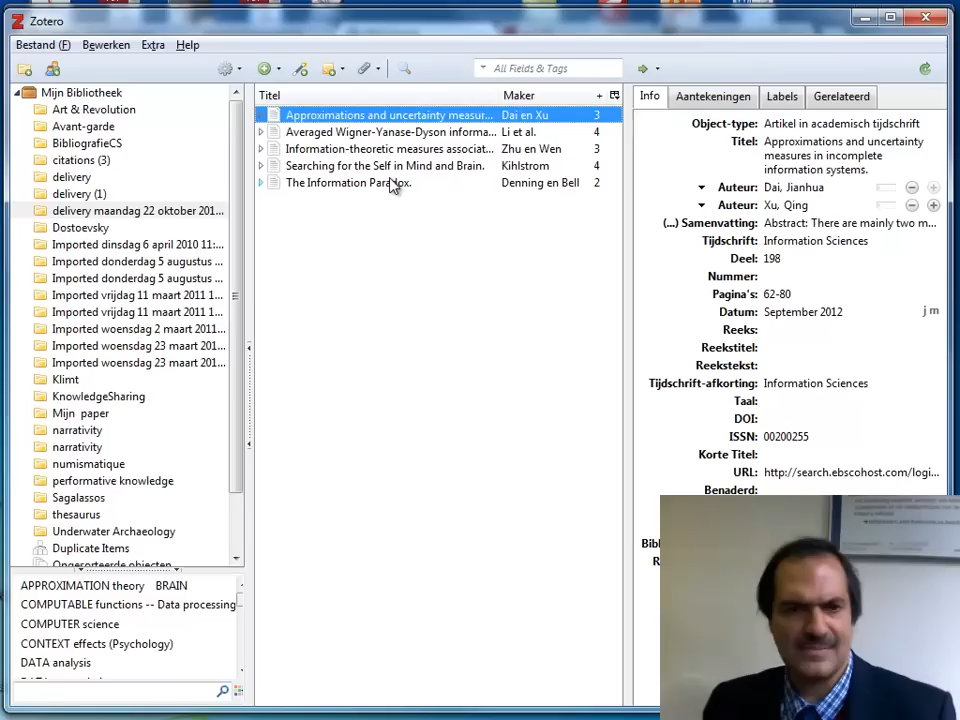 Zotero
Bestand (F) Bewerken Extra Help
All Fields & Tags
Mijn Bibliotheek
Art & Revolution
Avant-garde
BibliografieCS
citations (3)
delivery
delivery (1)
delivery maandag 22 oktober 201...
Dostoevsky
Imported dinsdag 6 april 2010 11:...
Imported donderdag 5 augustus ...
Imported donderdag 5 augustus ...
Imported vrijdag 11 maart 2011 1...
Imported vrijdag 11 maart 2011 1...
Imported woensdag 2 maart 2011...
Imported woensdag 23 maart 201...
Imported woensdag 23 maart 201...
Klimt
KnowledgeSharing
Mijn paper
narrativity
narrativity
numismatique
performative knowledge
Sagalassos
thesaurus
Underwater Archaeology
Duplicate Items
Ongesorteerde objecten
APPROXIMATION theory BRAIN
COMPUTABLE functions -- Data processing
COMPUTER science
CONTEXT effects (Psychology)
DATA analysis
Titel Maker +
Approximations and uncertainty measur... Dai en Xu 3
Averaged Wigner-Yanase-Dyson informa... Li et al. 4
Information-theoretic measures associat... Zhu en Wen 3
Searching for the Self in Mind and Brain. Kihlstrom 4
The Information Paradox. Denning en Bell 2
Info Aantekeningen Labels Gerelateerd
Object-type: Artikel in academisch tijdschrift
Titel: Approximations and uncertainty
measures in incomplete
information systems.
Auteur: Dai, Jianhua
Auteur: Xu, Qing
(...) Samenvatting: Abstract: There are mainly two m...
Tijdschrift: Information Sciences
Deel: 198
Nummer:
Pagina's: 62-80
Datum: September 2012 j m
Reeks:
Reekstitel:
Reekstekst:
Tijdschrift-afkorting: Information Sciences
Taal:
DOI:
ISSN: 00200255
Korte Titel:
URL: http://search.ebscohost.com/logi...
Benaderd: